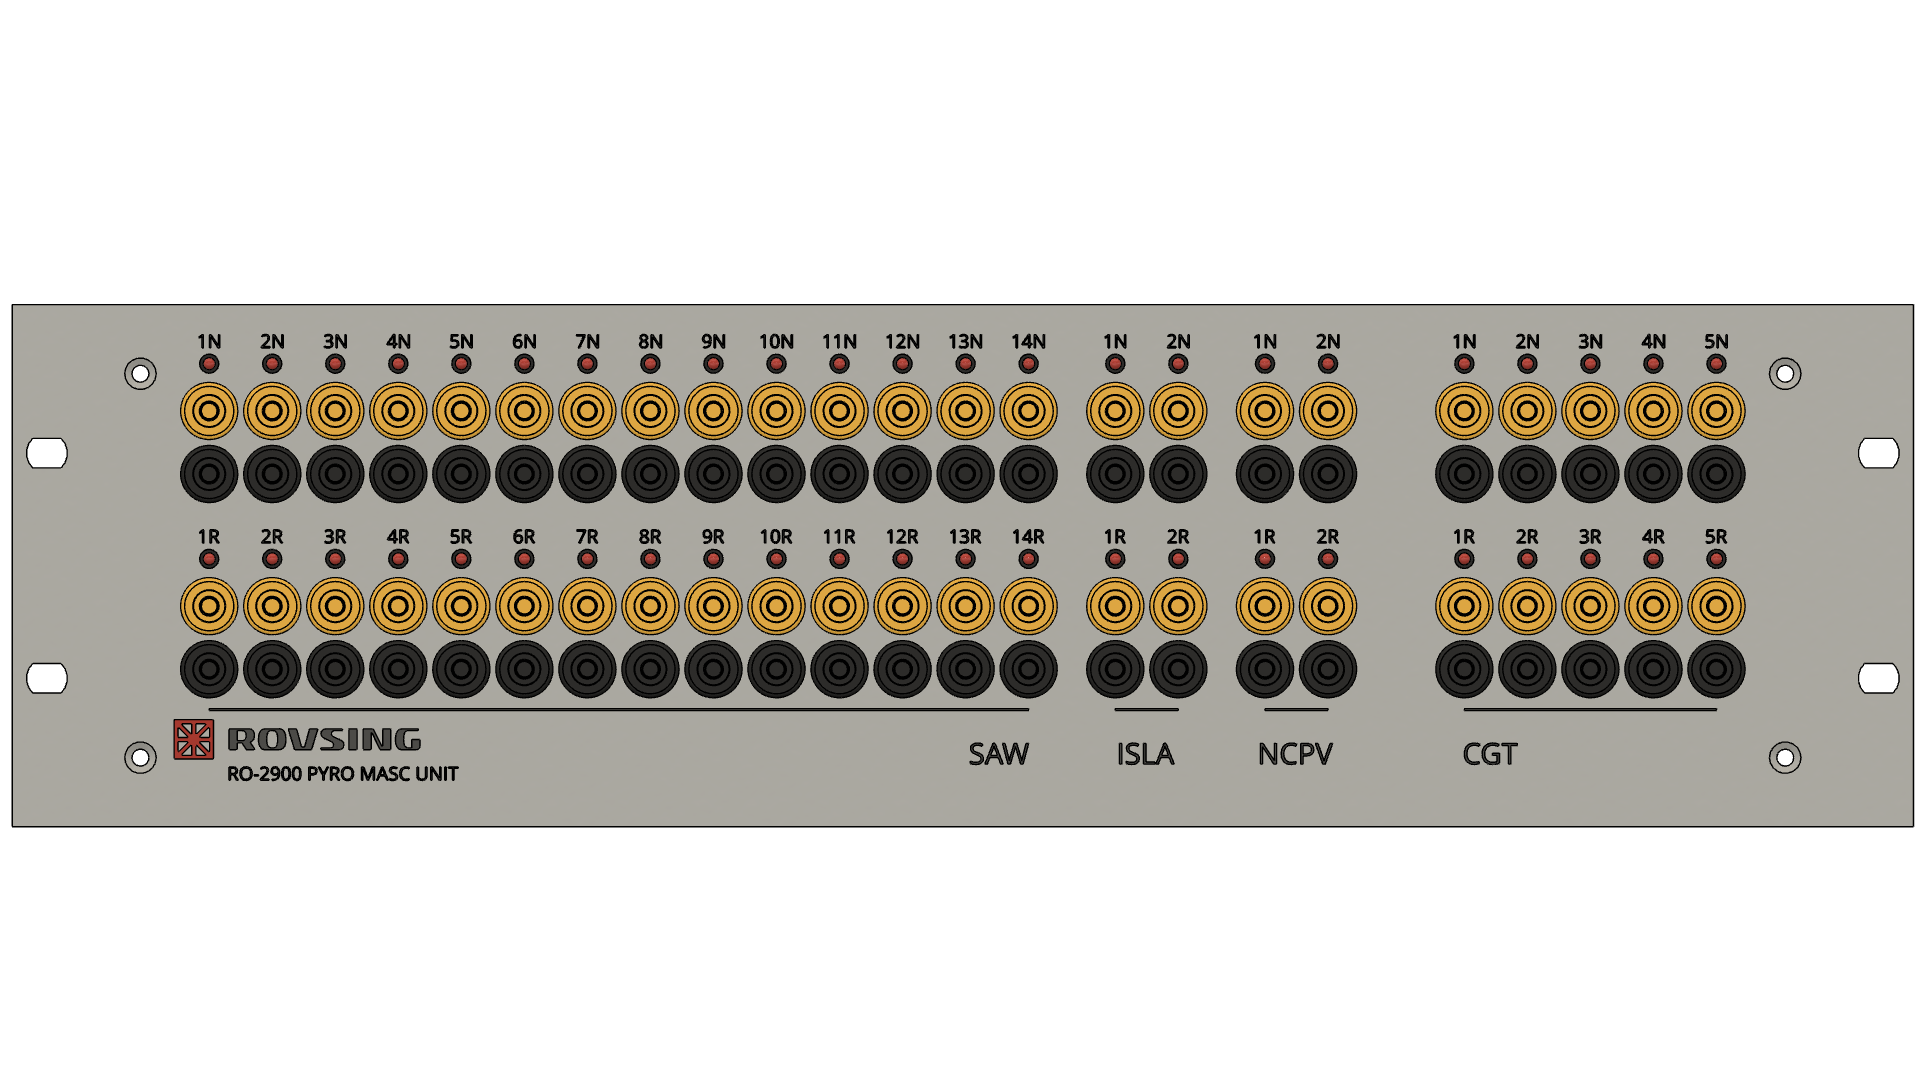 1N 2N 3N 4N 5N 6N 7N 8N 9N 10N 11N 12N 13N 14N 1N 2N 1N 2N 1N 2N 3N 4N 5N
1R 2R 3R 4R 5R 6R 7R 8R 9R 10R 11R 12R 13R 14R 1R 2R 1R 2R 1R 2R 3R 4R 5R
ROVSING
RO-2900 PYRO MASC UNIT
SAW ISLA NCPV CGT